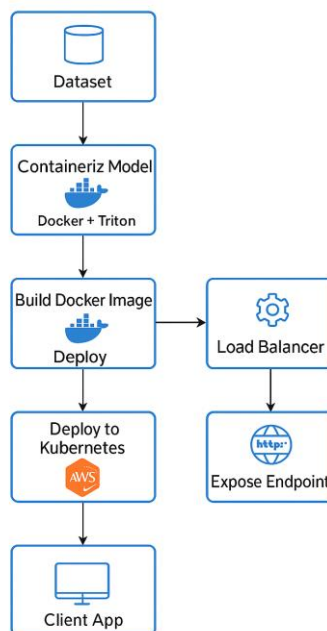 Dataset
Containeriz Model
Docker + Triton
Build Docker Image
Deploy
Load Balancer
Deploy to
Kubernetes
AWS
http:·
Expose Endpoint
Client App